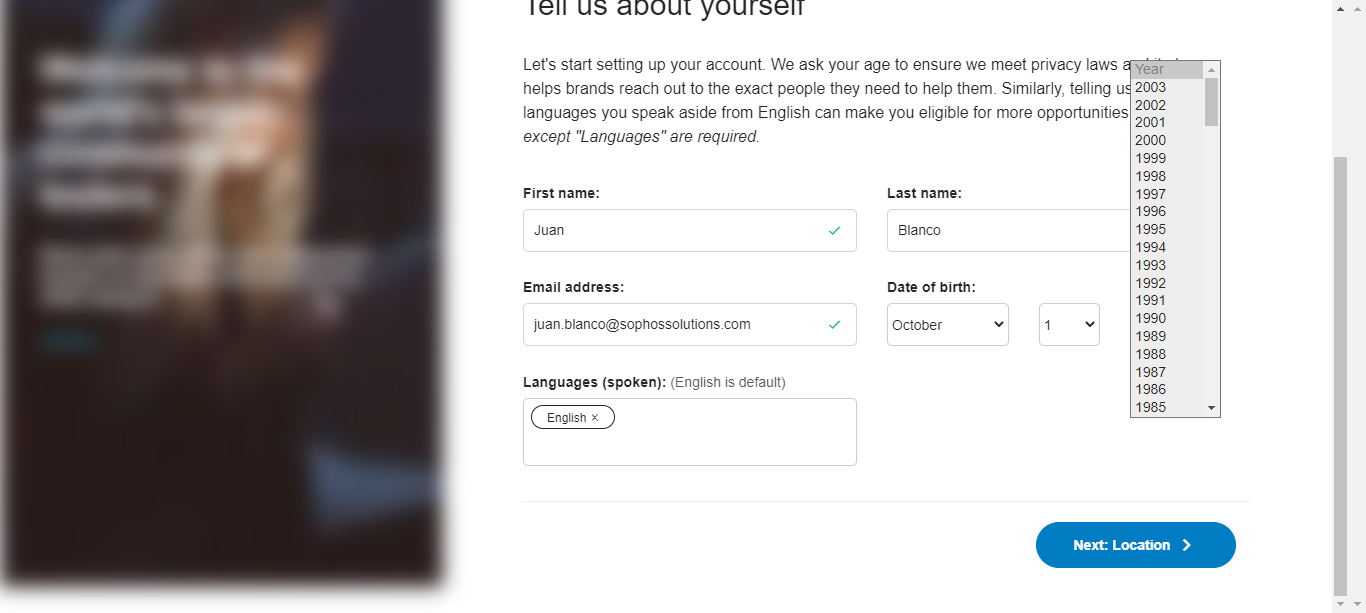 Tell us about yourself
Let's start setting up your account. We ask your age to ensure we meet privacy laws
helps brands reach out to the exact people they need to help them. Similarly, telling us
languages you speak aside from English can make you eligible for more opportunities
except "Languages" are required.
First name:
Last name:
Juan
Blanco
Email address:
Date of birth:
juan.blanco@sophossolutions.com
October
1
Languages (spoken): (English is default)
English ×
Year
2003
2002
2001
2000
1999
1998
1997
1996
1995
1994
1993
1992
1991
1990
1989
1988
1987
1986
1985
Next: Location